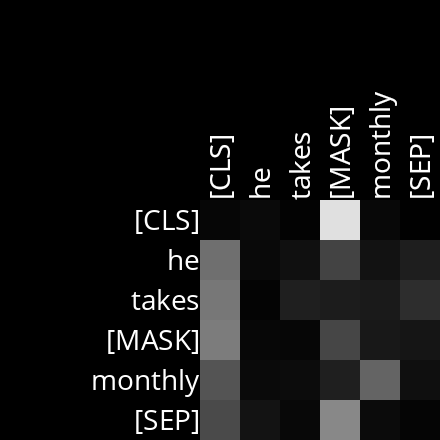 [CLS]
he
takes
[MASK]
monthly
[SEP]
[CLS]
he
takes
[MASK]
monthly
[SEP]